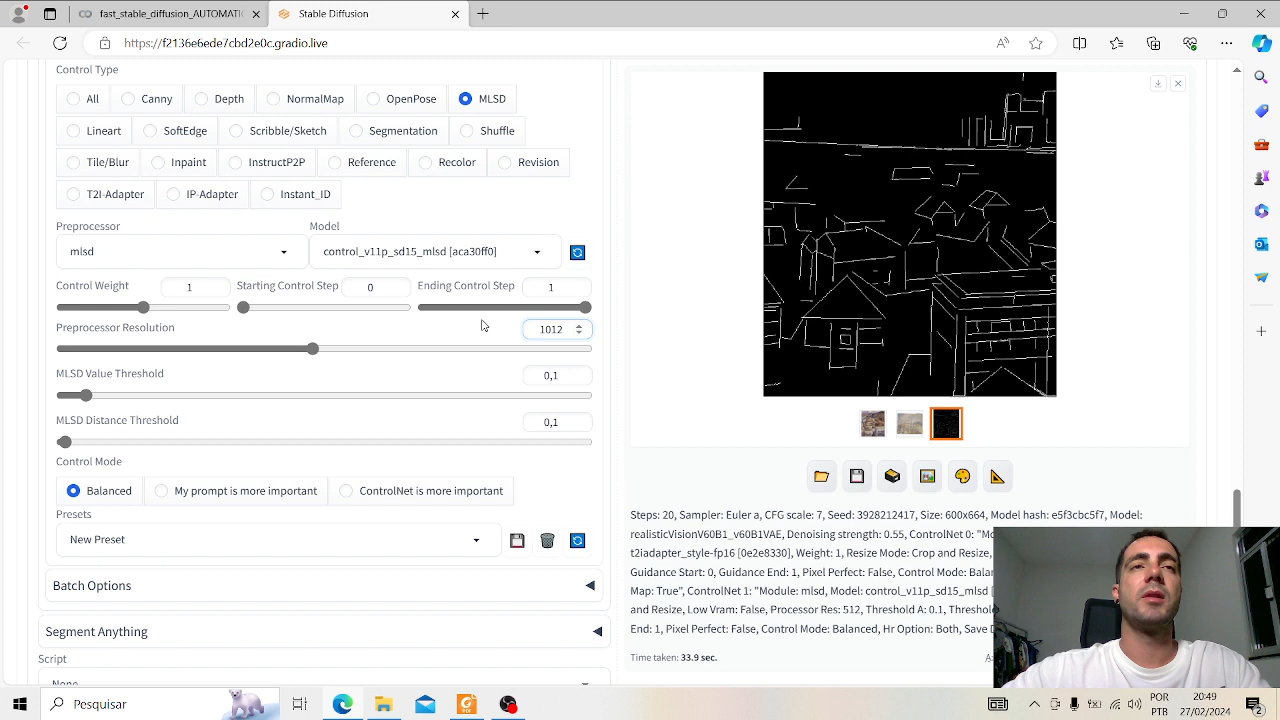 est_stable_diffusion AUTOMATI
Stable Diffusion
https://f2136e6ede7cbd2e0c.gradio.live
Control Type
All Canny Depth NormalMap OpenPose MLSD
Lineart SoftEdge Scribble/Sketch Segmentation Shuffle
Tile/Blur Inpaint InstructP2P Reference Recolor Revision
T2I-Adapter IP-Adapter Instant_ID
Preprocessor Model
mlsd control_v11p_sd15_mlsd [aca30ff0]
Control Weight Starting Control Step 0 Ending Control Step 1
Preprocessor Resolution 1012
MLSD Value Threshold 0,1
MLSD Distance Threshold 0,1
Control Mode
Balanced My prompt is more important ControlNet is more important
Presets
New Preset
Batch Options
Segment Anything
Script
None
Steps: 20, Sampler: Euler a, CFG scale: 7, Seed: 3928212417, Size: 600x664, Model hash: e5f3cbc5f7, Model:
realisticVisionV60B1_v60B1VAE, Denoising strength: 0.55, ControlNet 0: "Mo
t2iadapter_style-fp16 [0e2e8330], Weight: 1, Resize Mode: Crop and Resize,
Guidance Start: 0, Guidance End: 1, Pixel Perfect: False, Control Mode: Balan
Map: True", ControlNet 1: "Module: mlsd, Model: control_v11p_sd15_mlsd [
and Resize, Low Vram: False, Processor Res: 512, Threshold A: 0.1, Threshol
End: 1, Pixel Perfect: False, Control Mode: Balanced, Hr Option: Both, Save D
Time taken: 33.9 sec.
Pesquisar
POR
PTB
20:49
27/02/2024
2